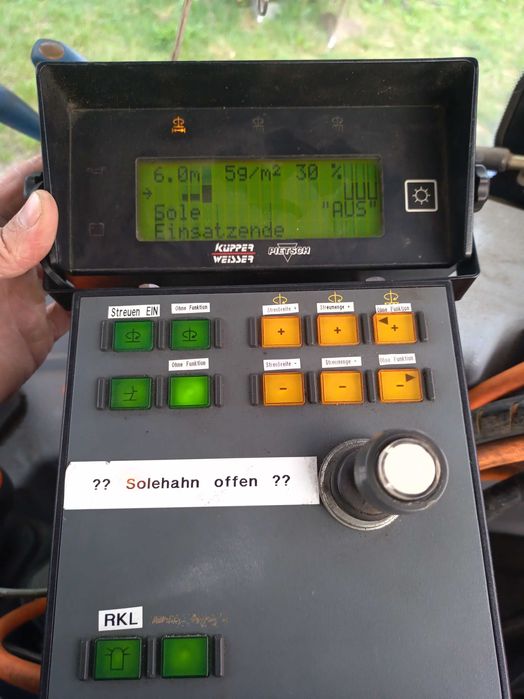 6.0m 5g/m² 30 %
Sole "AUS"
Einsatzende
KÜPPER
WEISSER
PIETSCH
Streuen EIN
Ohne Funktion
Streubreite +
Streumenge +
Ohne Funktion
+ + +
Ohne Funktion
Streubreite -
Streumenge -
Ohne Funktion
- - -
?? Solehahn offen ??
RKL